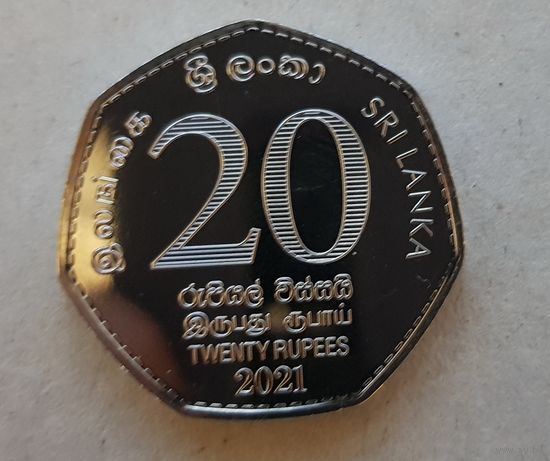 ශ්‍රී ලංකා
இலங்கை
SRI LANKA
20
රුපියල් විස්සයි
இருபது ரூபாய்
TWENTY RUPEES
2021